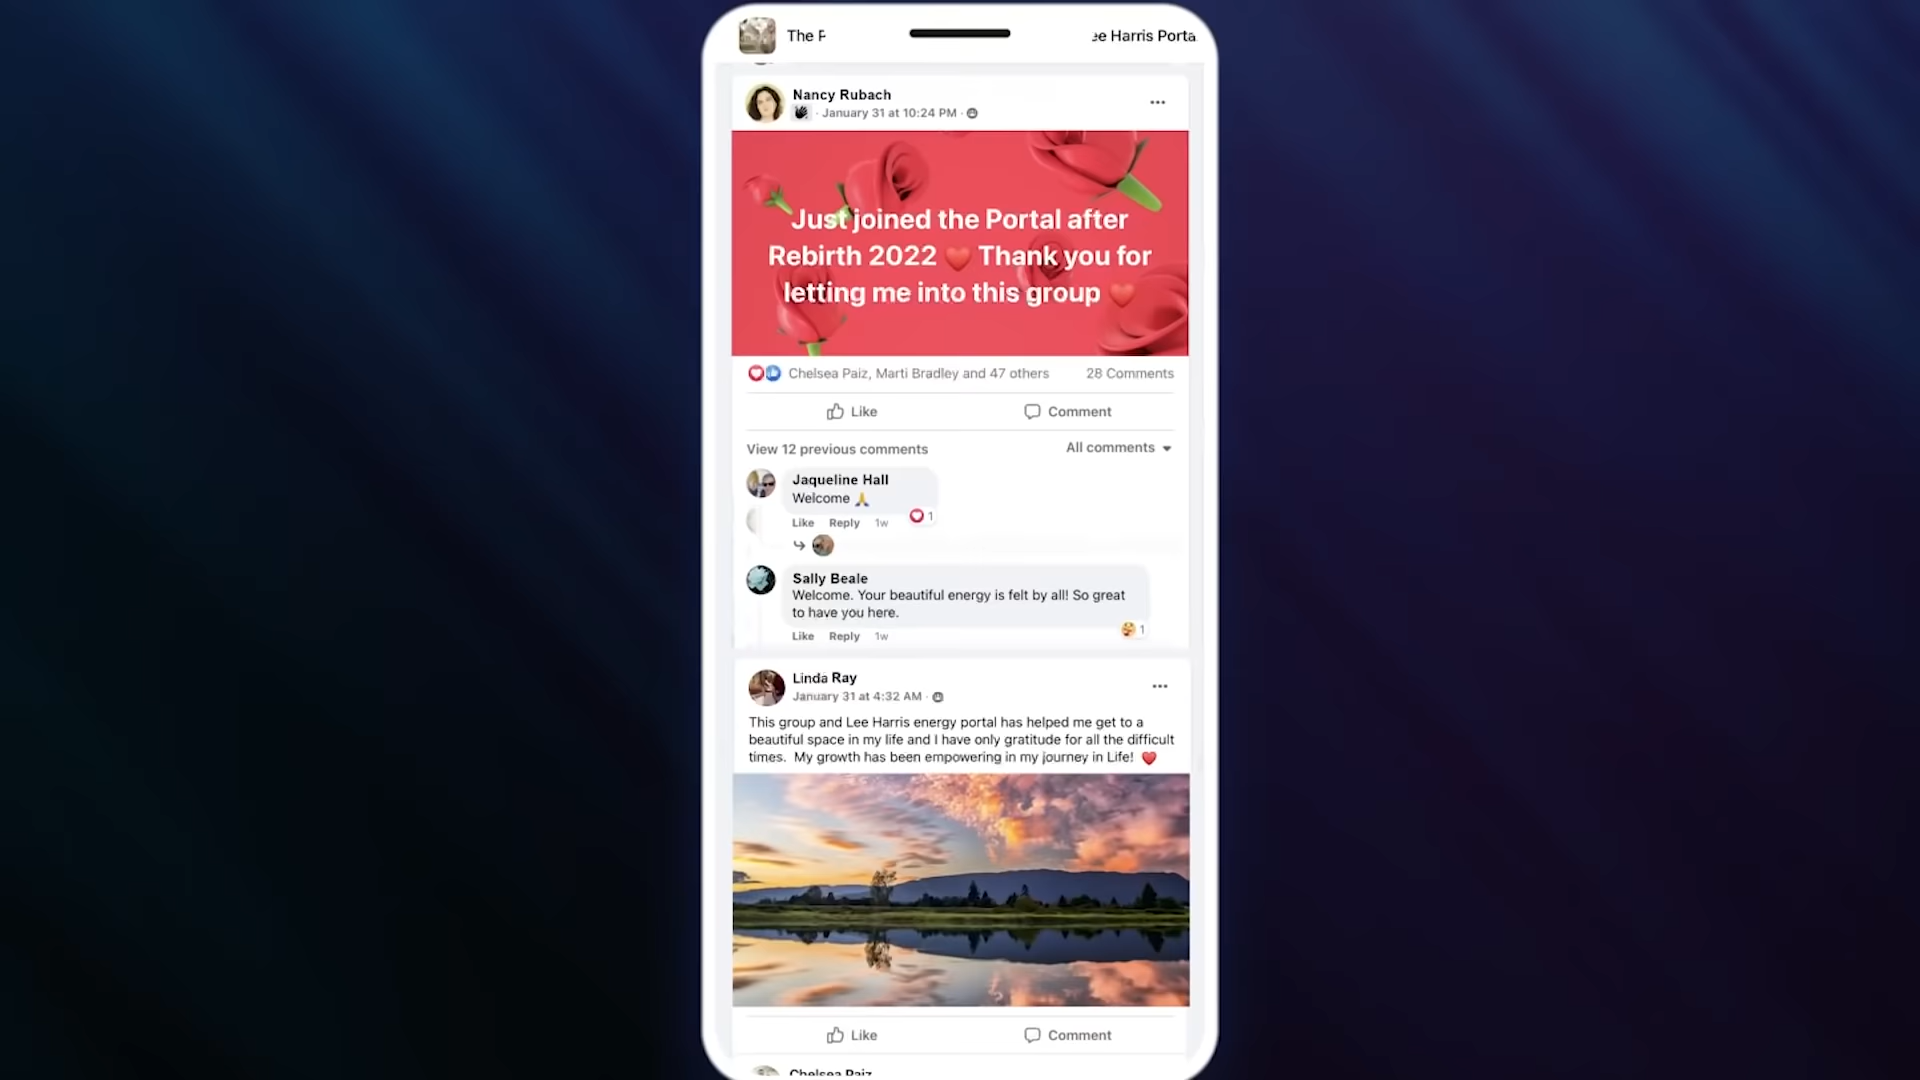 The P
ee Harris Porta
Nancy Rubach
· January 31 at 10:24 PM ·
Just joined the Portal after
Rebirth 2022 ❤️ Thank you for
letting me into this group ❤️
Chelsea Paiz, Marti Bradley and 47 others
28 Comments
Like
Comment
View 12 previous comments
All comments
Jaqueline Hall
Welcome 🙏
Like Reply 1w
1
Sally Beale
Welcome. Your beautiful energy is felt by all! So great
to have you here.
Like Reply 1w
1
Linda Ray
January 31 at 4:32 AM ·
This group and Lee Harris energy portal has helped me get to a
beautiful space in my life and I have only gratitude for all the difficult
times. My growth has been empowering in my journey in Life! ❤️
Like
Comment
Chelsea Paiz